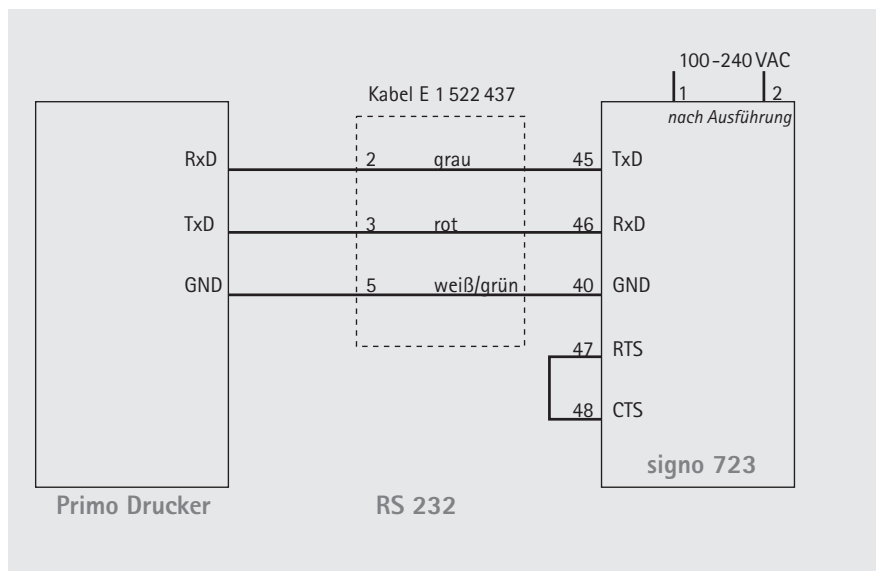 100-240 VAC
1 2
Kabel E 1 522 437
nach Ausführung
RxD 2 grau 45 TxD
TxD 3 rot 46 RxD
GND 5 weiß/grün 40 GND
47 RTS
48 CTS
signo 723
Primo Drucker RS 232